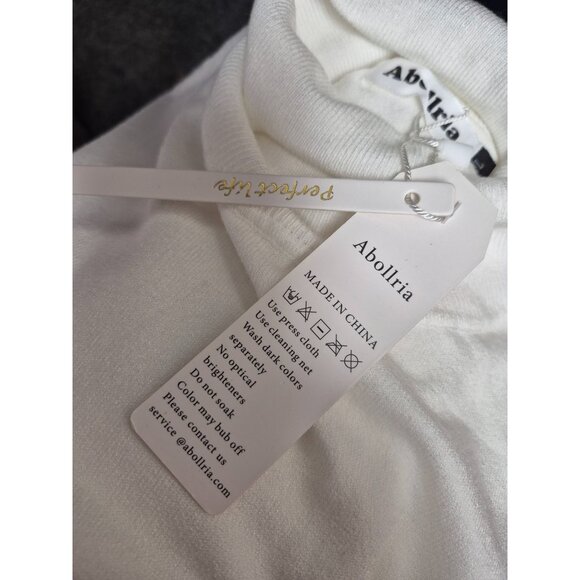 Abollria
L
Perfect life
Abollria
MADE IN CHINA
Use press cloth
Use cleaning net
Wash dark colors
separately
No optical
brighteners
Do not soak
Color may bub off
Please contact us
service @abollria.com